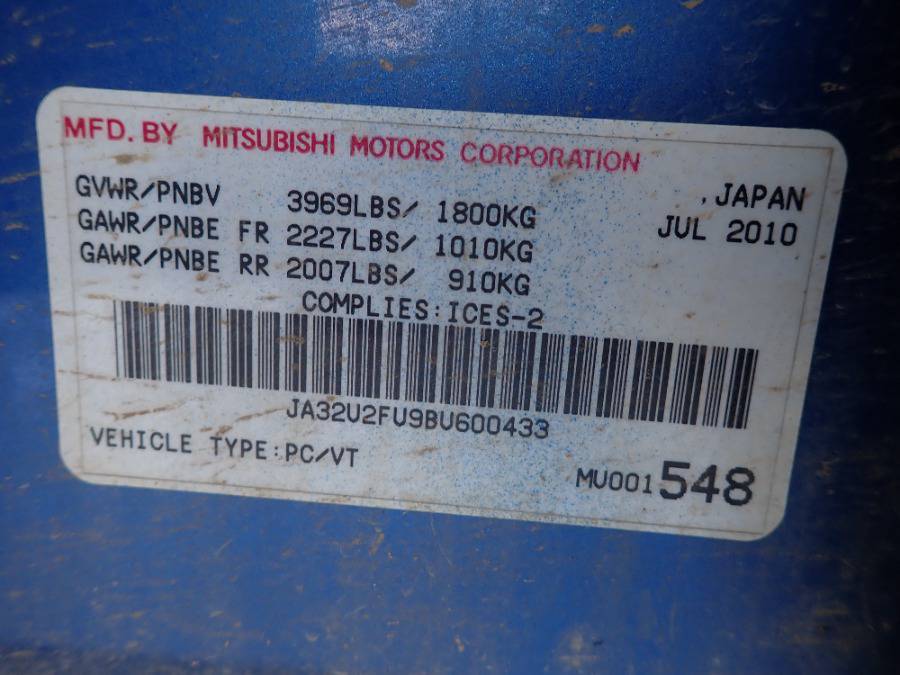 MFD. BY MITSUBISHI MOTORS CORPORATION
GVWR/PNBV 3969LBS/ 1800KG ,JAPAN
GAWR/PNBE FR 2227LBS/ 1010KG JUL 2010
GAWR/PNBE RR 2007LBS/ 910KG
COMPLIES:ICES-2
JA32U2FU9BU600433
VEHICLE TYPE:PC/VT
MU001548